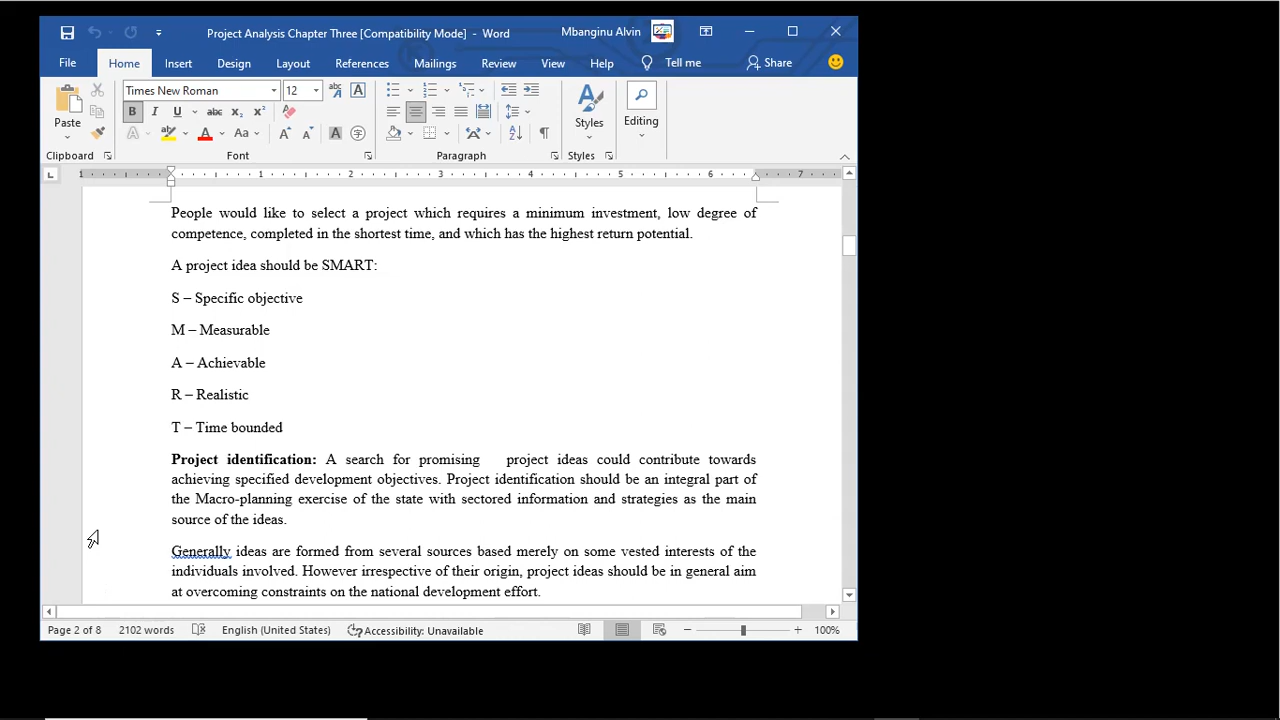 Project Analysis Chapter Three [Compatibility Mode] - Word
Mbanginu Alvin
File Home Insert Design Layout References Mailings Review View Help Tell me Share
Paste
Times New Roman 12
Styles
Editing
Clipboard Font Paragraph Styles
1 1 2 3 4 5 6 7
People would like to select a project which requires a minimum investment, low degree of
competence, completed in the shortest time, and which has the highest return potential.
A project idea should be SMART:
S – Specific objective
M – Measurable
A – Achievable
R – Realistic
T – Time bounded
Project identification: A search for promising project ideas could contribute towards
achieving specified development objectives. Project identification should be an integral part of
the Macro-planning exercise of the state with sectored information and strategies as the main
source of the ideas.
Generally ideas are formed from several sources based merely on some vested interests of the
individuals involved. However irrespective of their origin, project ideas should be in general aim
at overcoming constraints on the national development effort.
Page 2 of 8 2102 words English (United States) Accessibility: Unavailable 100%